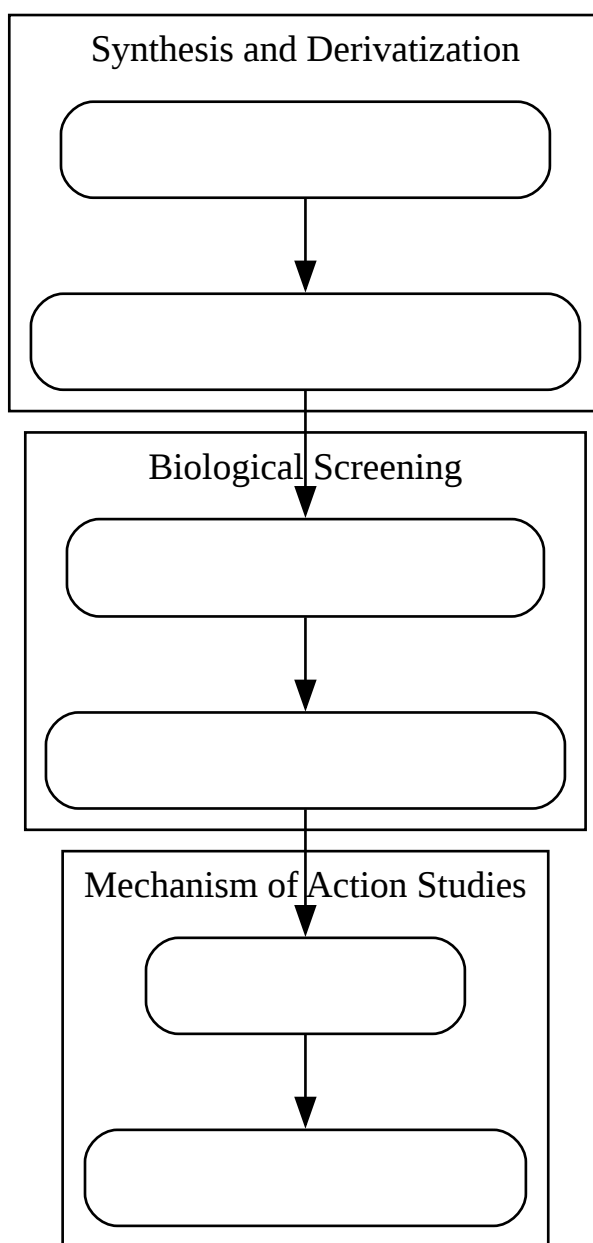 Synthesis and Derivatization
Biological Screening
Mechanism of Action Studies